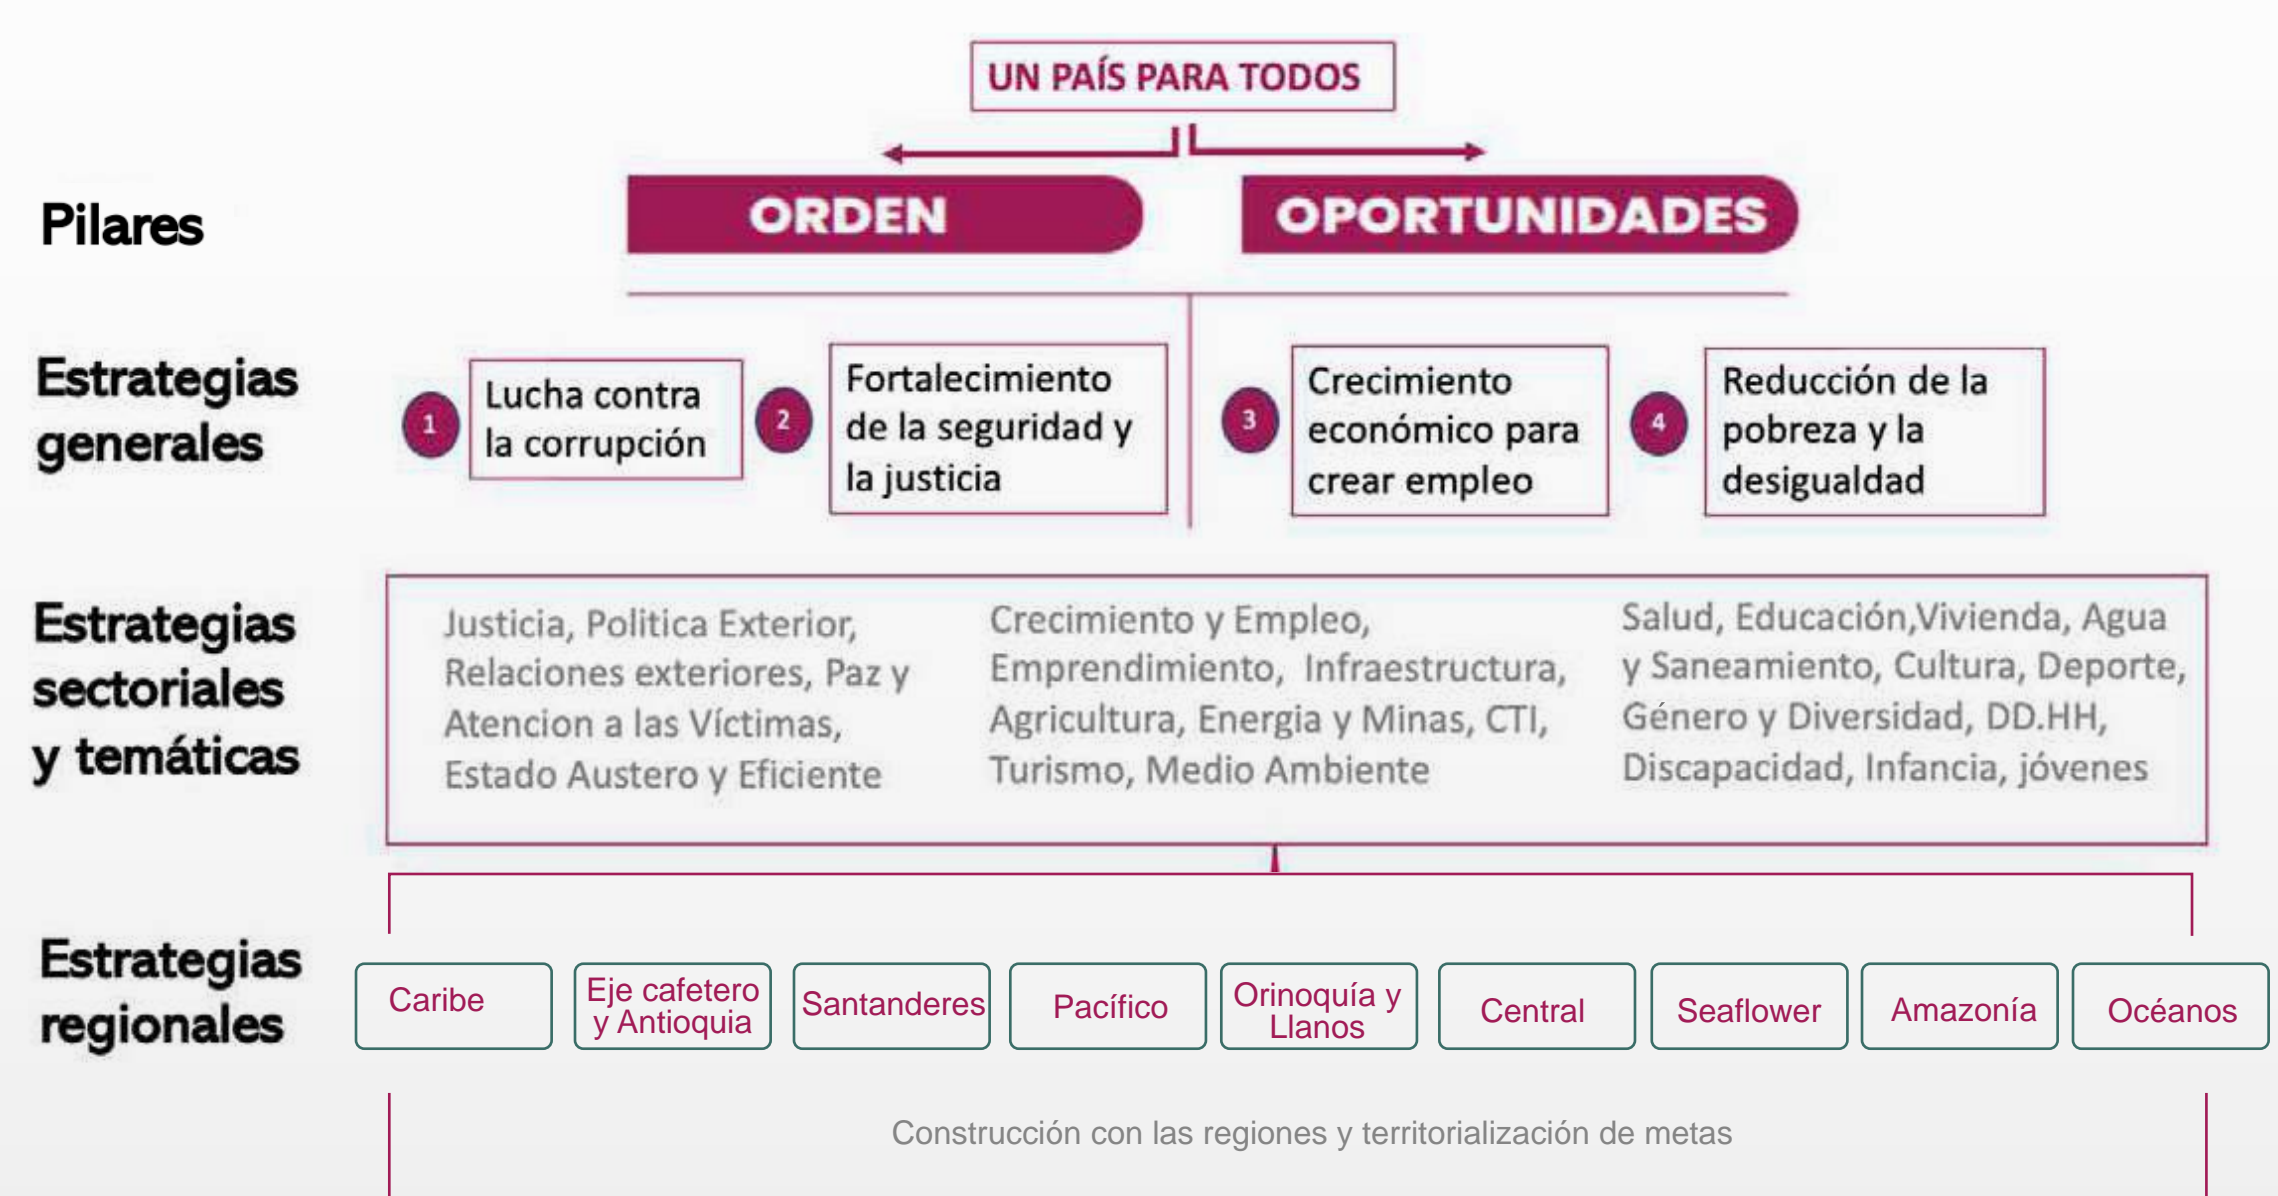 UN PAÍS PARA TODOS
Pilares
ORDEN
OPORTUNIDADES
Estrategias
generales
1
Lucha contra
la corrupción
2
Fortalecimiento
de la seguridad y
la justicia
3
Crecimiento
económico para
crear empleo
4
Reducción de la
pobreza y la
desigualdad
Estrategias
sectoriales
y temáticas
Justicia, Politica Exterior,
Relaciones exteriores, Paz y
Atencion a las Víctimas,
Estado Austero y Eficiente
Crecimiento y Empleo,
Emprendimiento, Infraestructura,
Agricultura, Energia y Minas, CTI,
Turismo, Medio Ambiente
Salud, Educación,Vivienda, Agua
y Saneamiento, Cultura, Deporte,
Género y Diversidad, DD.HH,
Discapacidad, Infancia, jóvenes
Estrategias
regionales
Caribe
Eje cafetero
y Antioquia
Santanderes
Pacífico
Orinoquía y
Llanos
Central
Seaflower
Amazonía
Océanos
Construcción con las regiones y territorialización de metas